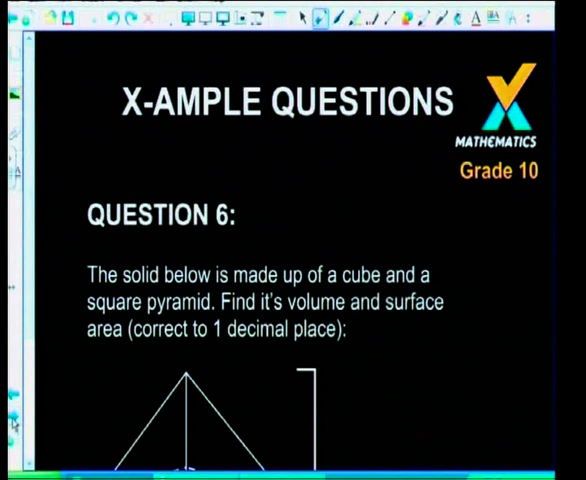 X-AMPLE QUESTIONS
MATHEMATICS
Grade 10
QUESTION 6:
The solid below is made up of a cube and a
square pyramid. Find it's volume and surface
area (correct to 1 decimal place):